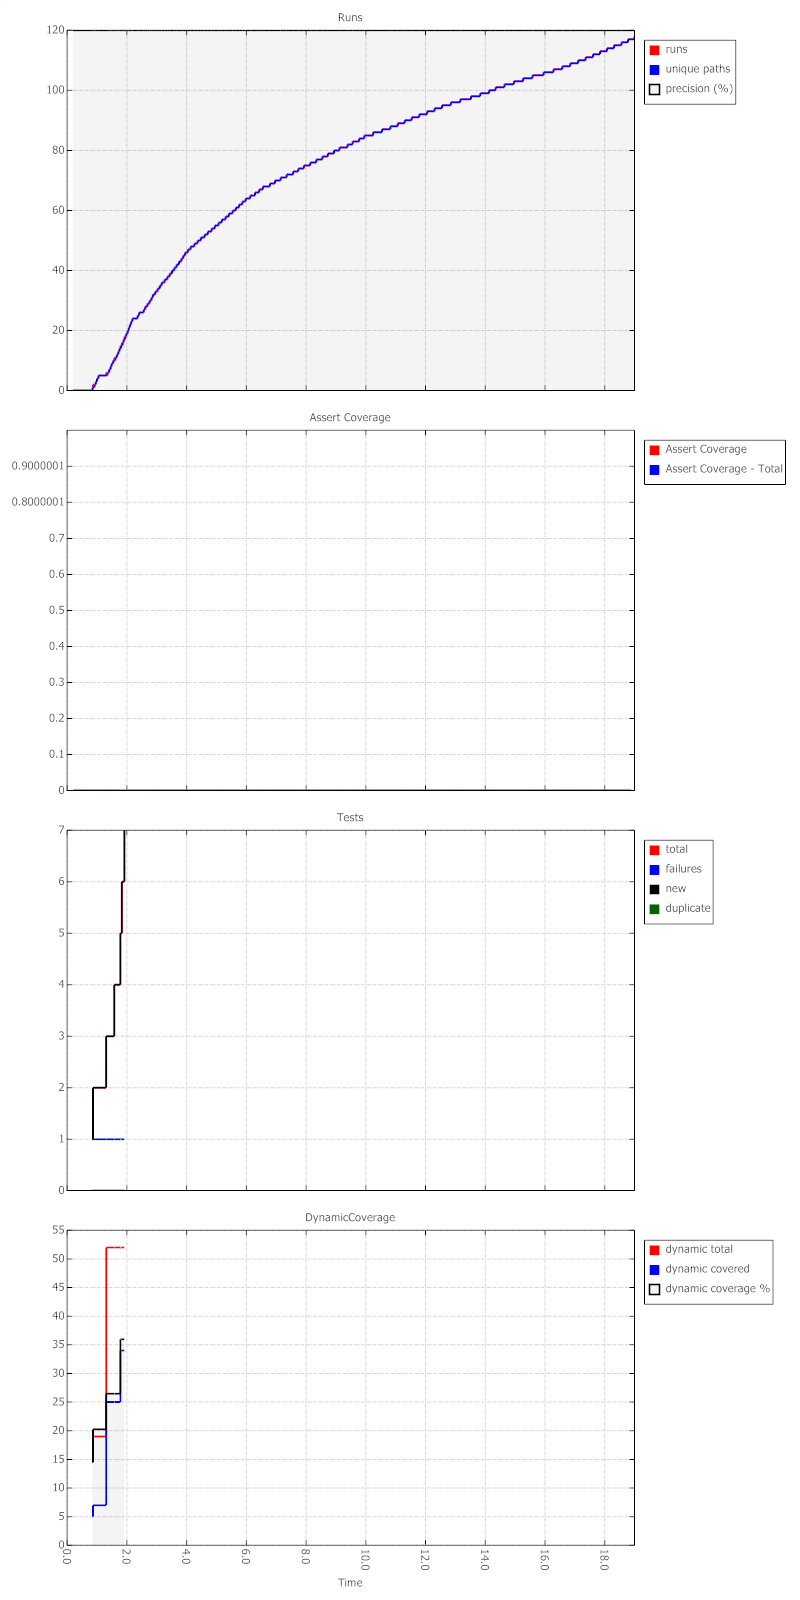 Runs
120
100
80
60
40
20
0
runs
unique paths
precision (%)
Assert Coverage
0.9000001
0.8000001
0.7
0.6
0.5
0.4
0.3
0.2
0.1
0
Assert Coverage
Assert Coverage - Total
Tests
7
6
5
4
3
2
1
0
total
failures
new
duplicate
DynamicCoverage
55
50
45
40
35
30
25
20
15
10
5
0
dynamic total
dynamic covered
dynamic coverage %
0.0 2.0 4.0 6.0 8.0 10.0 12.0 14.0 16.0 18.0
Time